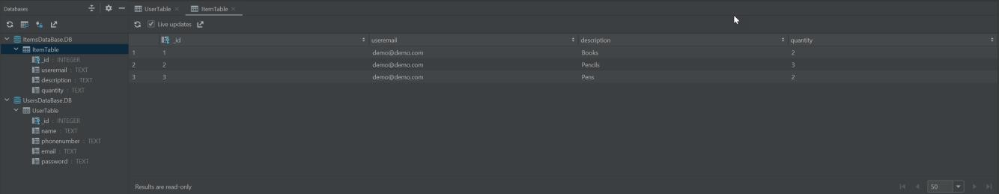 Databases
UserTable
ItemTable
Live updates
ItemsDataBase.DB
ItemTable
_id : INTEGER
useremail : TEXT
description : TEXT
quantity : TEXT
UsersDataBase.DB
UserTable
_id : INTEGER
name : TEXT
phonenumber : TEXT
email : TEXT
password : TEXT
_id useremail description quantity
1 1 demo@demo.com Books 2
2 2 demo@demo.com Pencils 3
3 3 demo@demo.com Pens 2
Results are read-only
50